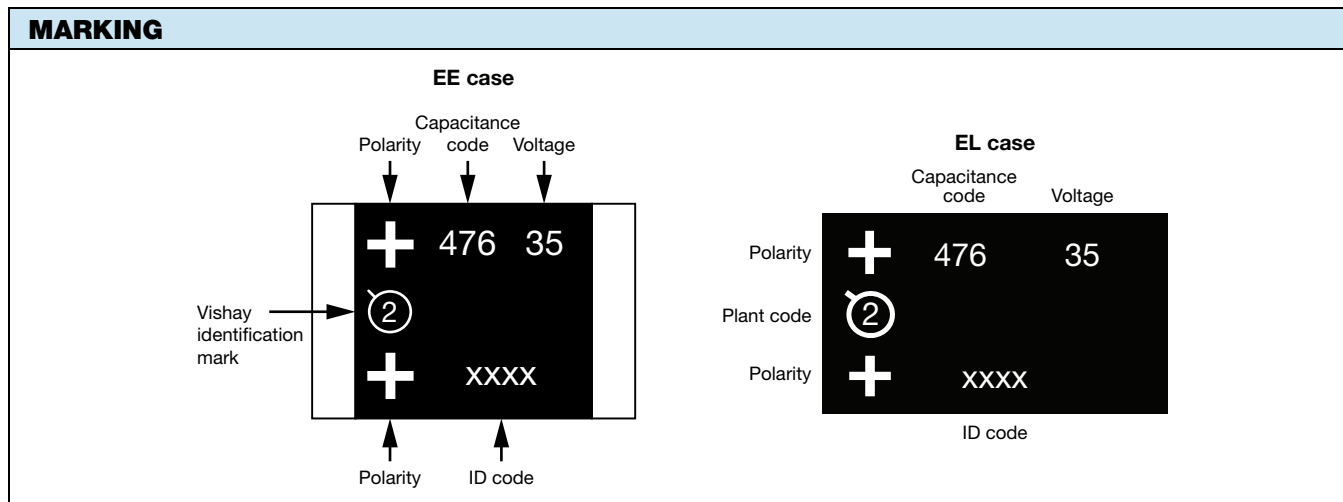 MARKING
EE case
Capacitance
Polarity code Voltage
476 35
Vishay
identification
mark
2
xxxx
Polarity ID code
EL case
Capacitance
code Voltage
Polarity 476 35
Plant code 2
Polarity xxxx
ID code